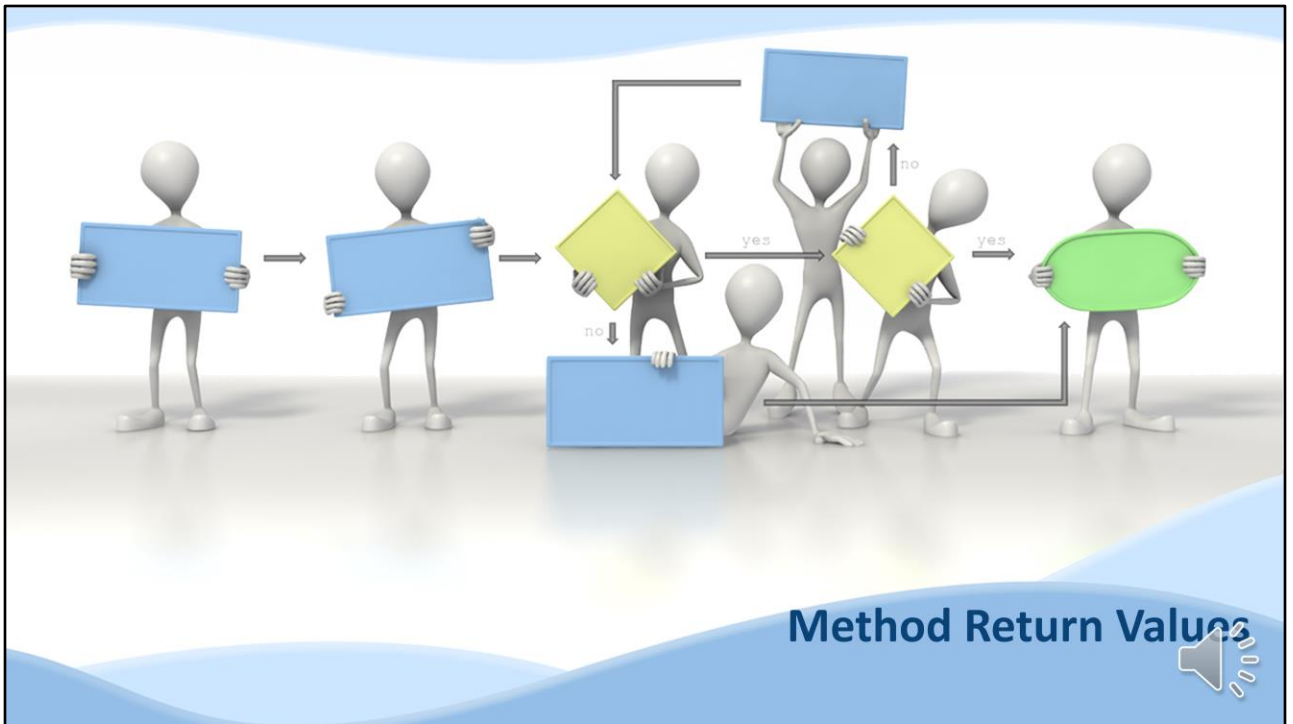 no
yes
yes
no
Method Return Values